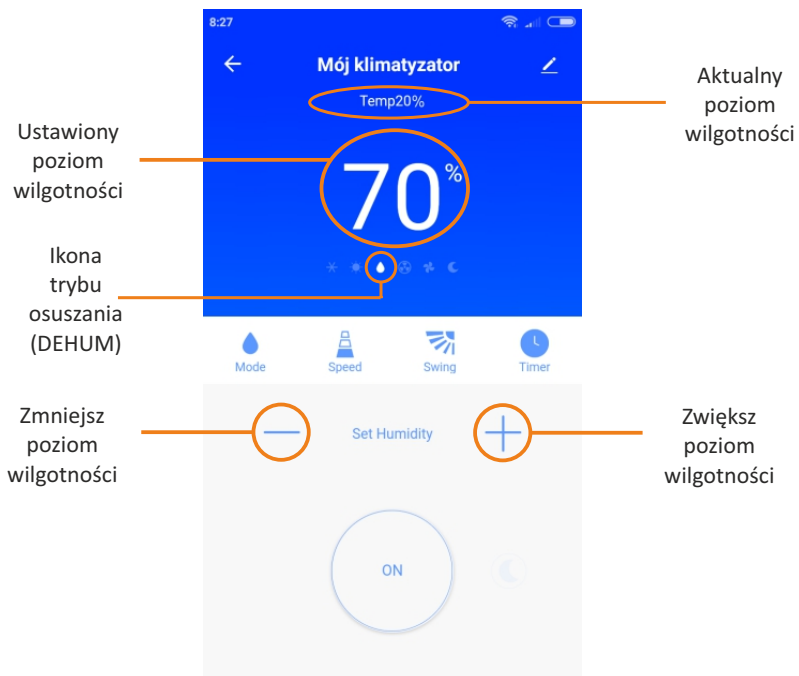 8:27
Mój klimatyzator
Temp20%
Aktualny
poziom
wilgotności
Ustawiony
poziom
wilgotności
70%
Ikona
trybu
osuszania
(DEHUM)
Mode
Speed
Swing
Timer
Zmniejsz
poziom
wilgotności
Set Humidity
Zwiększ
poziom
wilgotności
ON